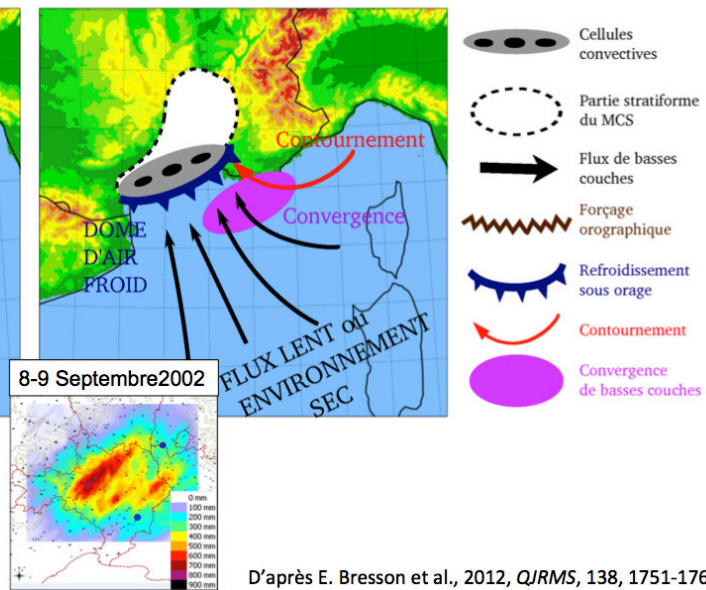 Contournement
Convergence
DOME
D'AIR
FROID
FLUX LENT ou
ENVIRONNEMENT
SEC
Cellules
convectives
Partie stratiforme
du MCS
Flux de basses
couches
Forçage
orographique
Refroidissement
sous orage
Contournement
Convergence
de basses couches
8-9 Septembre2002
0 mm
100 mm
200 mm
300 mm
400 mm
500 mm
600 mm
700 mm
800 mm
900 mm
D'après E. Bresson et al., 2012, QJRMS, 138, 1751-176